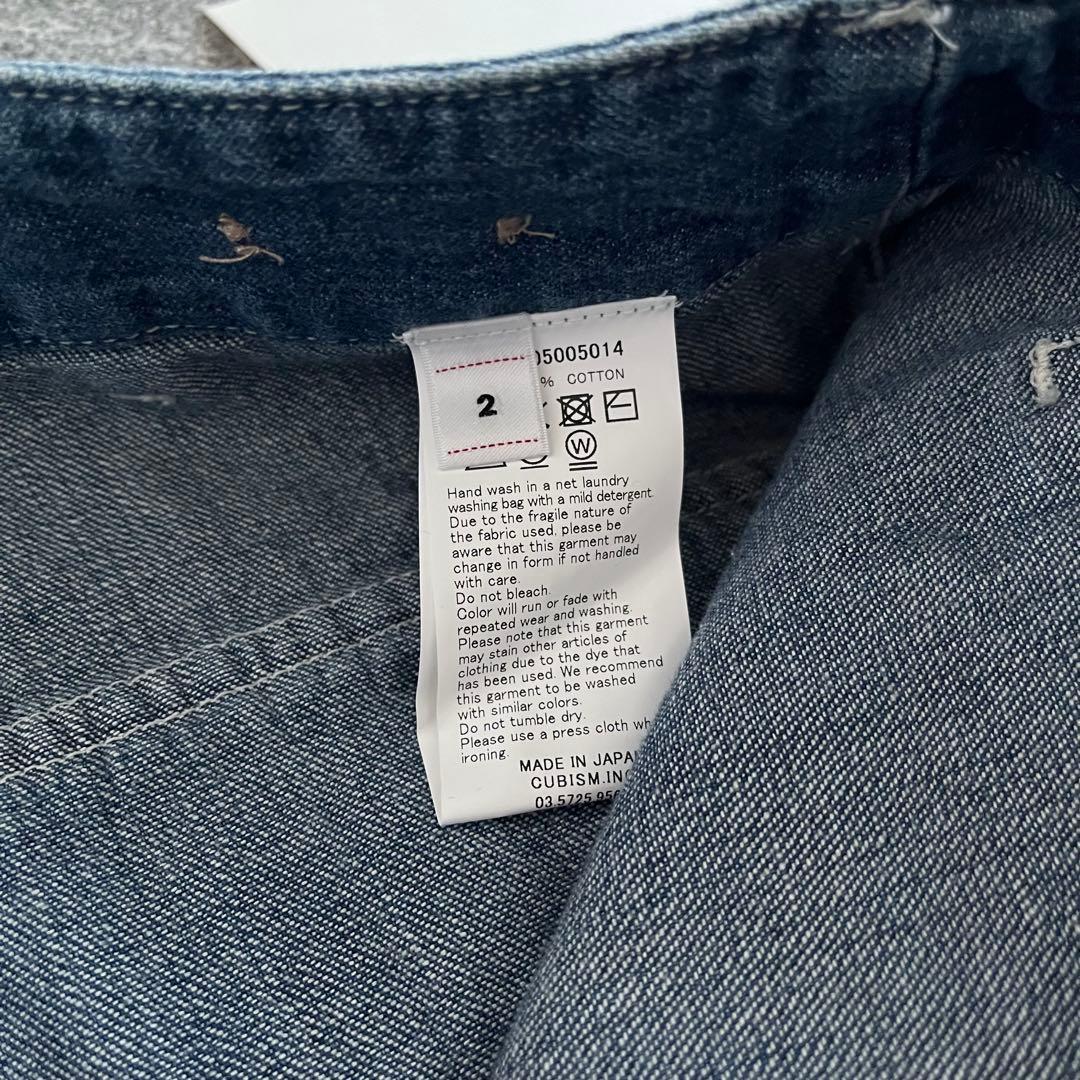 2
05005014
% COTTON
W
Hand wash in a net laundry
washing bag with a mild detergent.
Due to the fragile nature of
the fabric used, please be
aware that this garment may
change in form if not handled
with care.
Do not bleach.
Color will run or fade with
repeated wear and washing.
Please note that this garment
may stain other articles of
clothing due to the dye that
has been used. We recommend
this garment to be washed
with similar colors.
Do not tumble dry.
Please use a press cloth wh
ironing.
MADE IN JAPAN
CUBISM.INC
03.5725.956